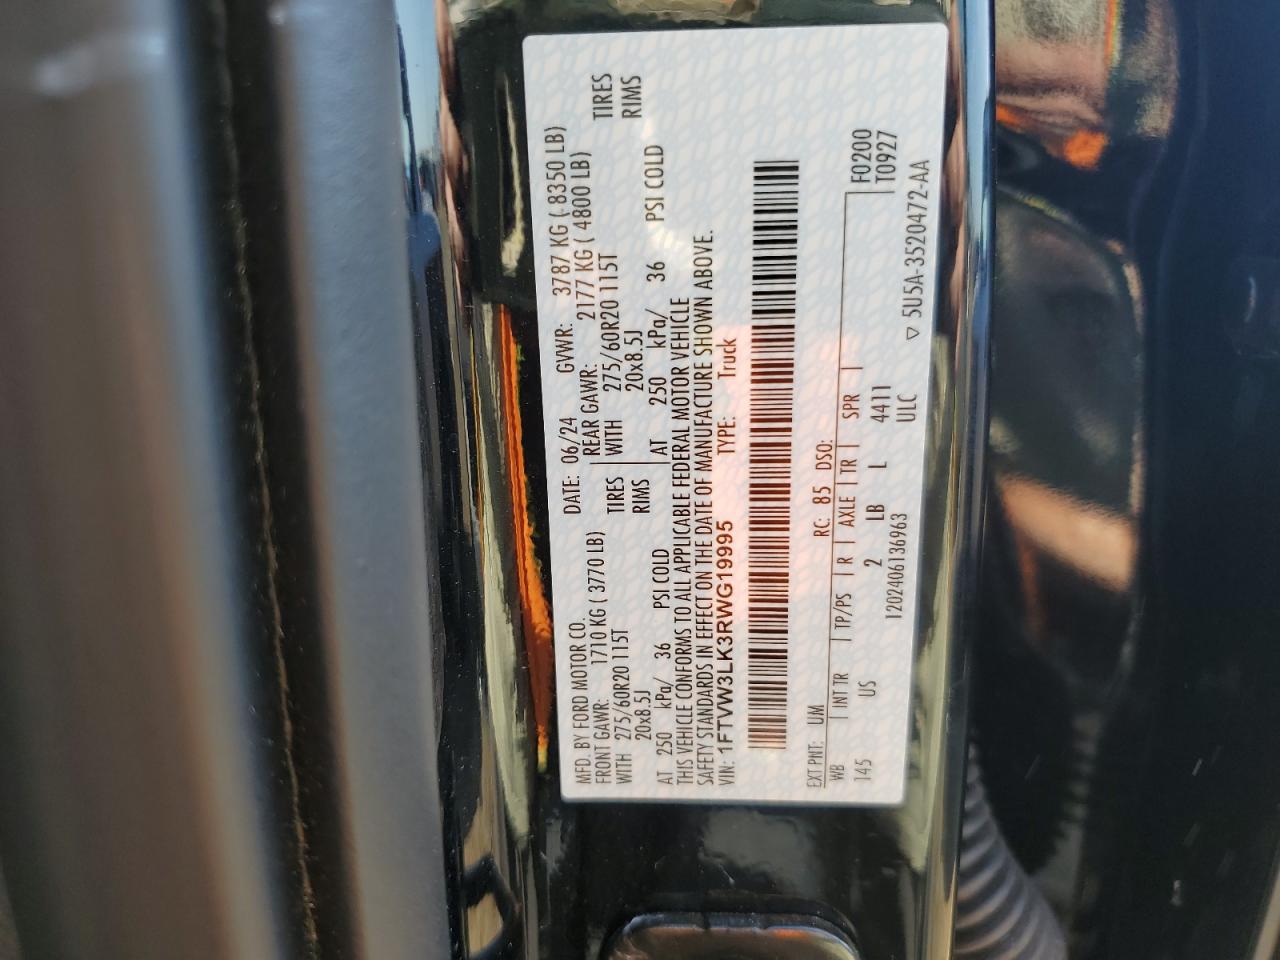 MFD. BY FORD MOTOR CO. DATE: 06/24 GVWR: 3787 KG ( 8350 LB)
FRONT GAWR: 1710 KG ( 3770 LB) REAR GAWR: 2177 KG ( 4800 LB)
WITH 275/60R20 115T TIRES WITH 275/60R20 115T TIRES
20x8.5J RIMS 20x8.5J RIMS
AT 250 kPa/ 36 PSI COLD AT 250 kPa/ 36 PSI COLD
THIS VEHICLE CONFORMS TO ALL APPLICABLE FEDERAL MOTOR VEHICLE
SAFETY STANDARDS IN EFFECT ON THE DATE OF MANUFACTURE SHOWN ABOVE.
VIN: 1FTVW3LK3RWG19995 TYPE: Truck
EXT PNT: UM RC: 85 DSO: F0200
WB INT TR TP/PS R AXLE TR SPR T0927
145 US 2 LB L 4411
1202406136963 ULC
▽ 5U5A-3520472-AA